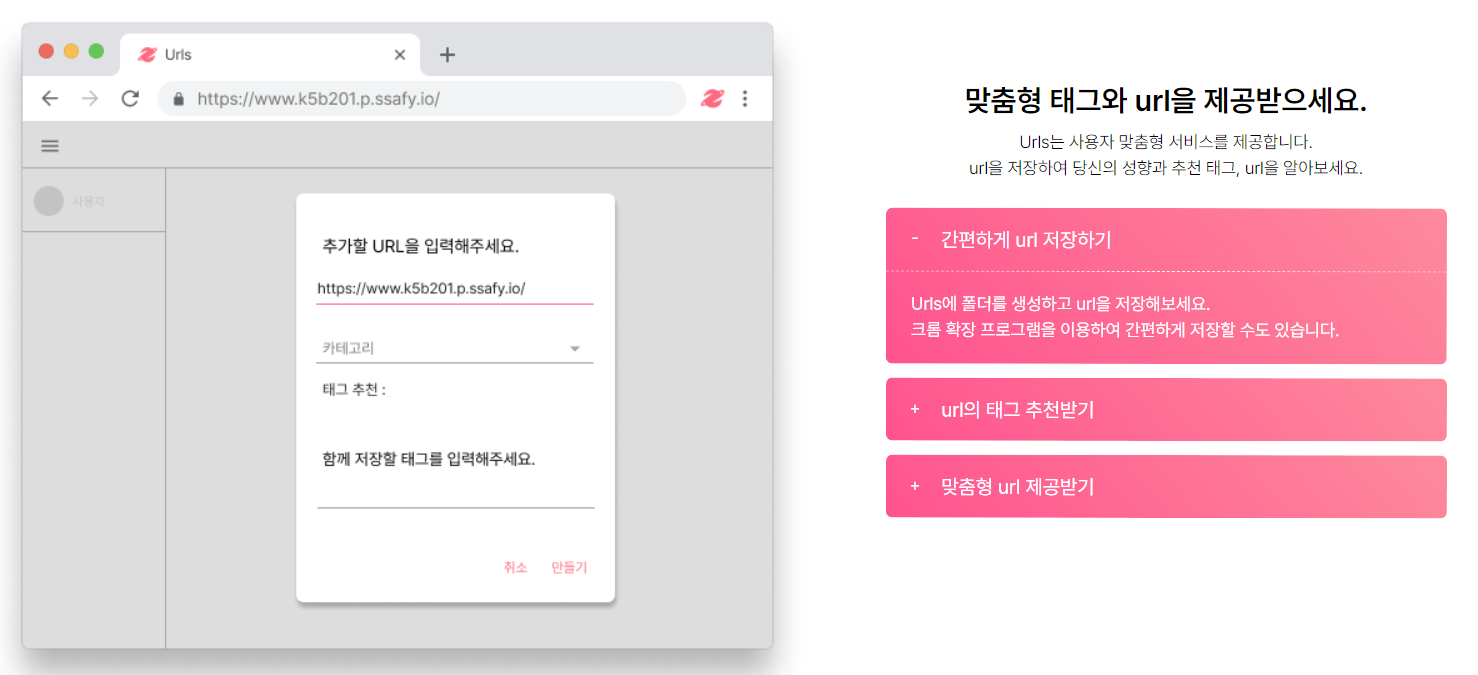 Urls
https://www.k5b201.p.ssafy.io/
사용자
추가할 URL을 입력해주세요.
https://www.k5b201.p.ssafy.io/
카테고리
태그 추천 :
함께 저장할 태그를 입력해주세요.
취소 만들기
맞춤형 태그와 url을 제공받으세요.
Urls는 사용자 맞춤형 서비스를 제공합니다.
url을 저장하여 당신의 성향과 추천 태그, url을 알아보세요.
- 간편하게 url 저장하기
Urls에 폴더를 생성하고 url을 저장해보세요.
크롬 확장 프로그램을 이용하여 간편하게 저장할 수도 있습니다.
+ url의 태그 추천받기
+ 맞춤형 url 제공받기